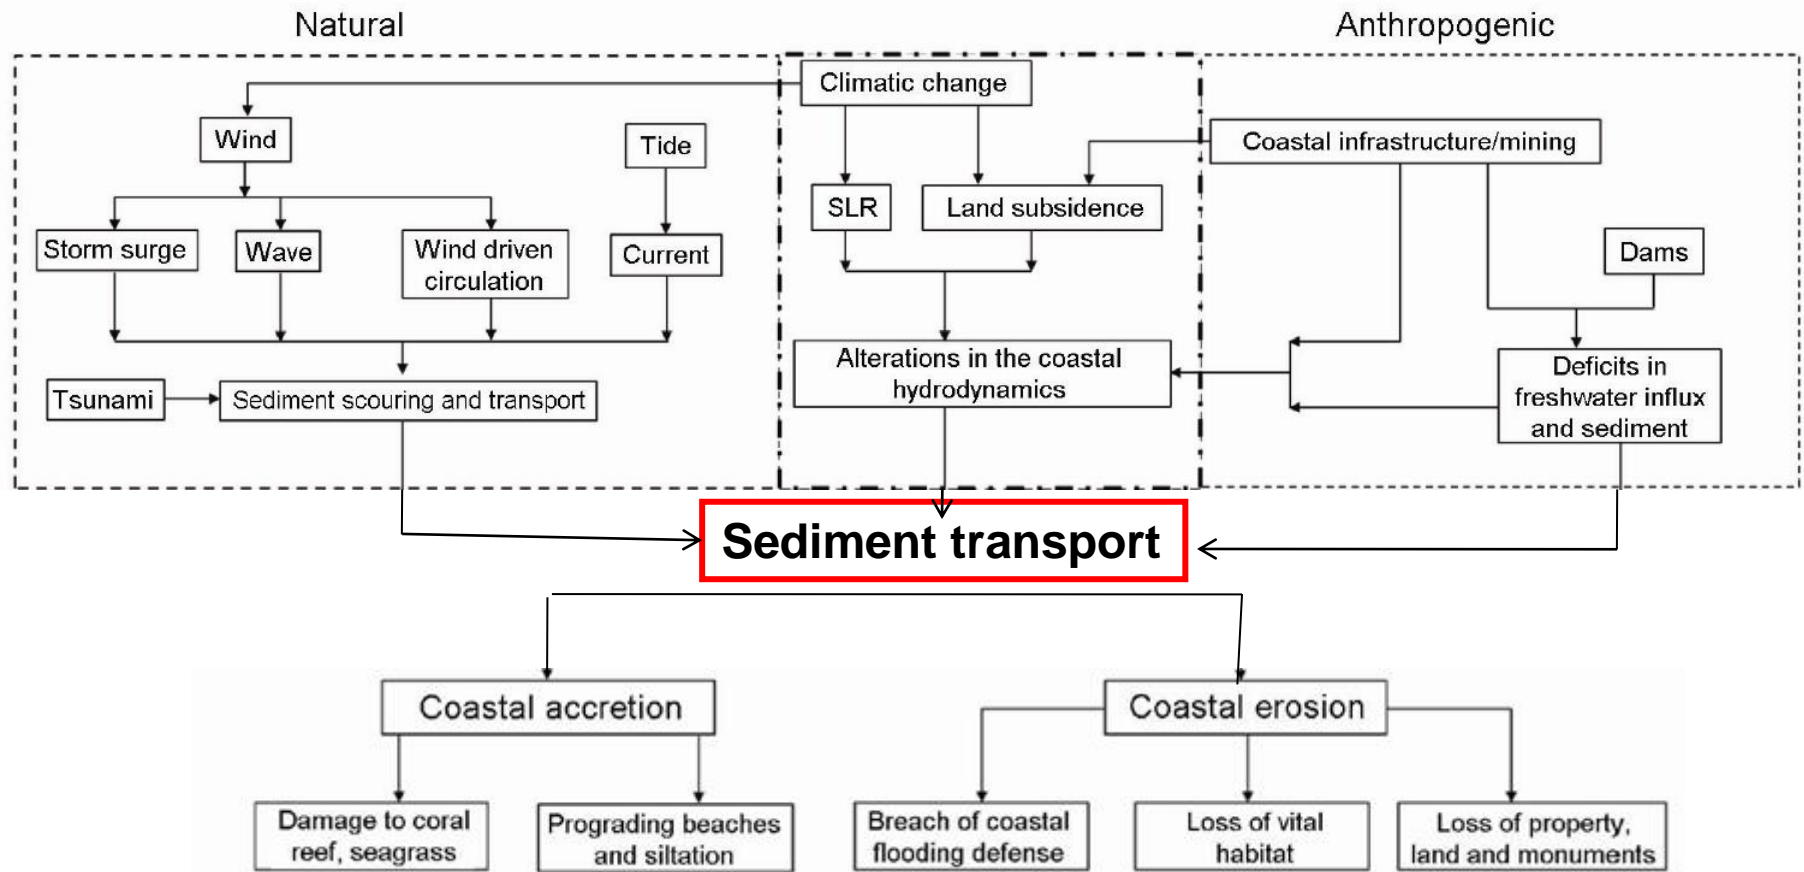 Natural
Anthropogenic
Climatic change
Wind
Tide
Coastal infrastructure/mining
SLR
Land subsidence
Storm surge
Wave
Wind driven
circulation
Current
Dams
Alterations in the coastal
hydrodynamics
Deficits in
freshwater influx
and sediment
Tsunami
Sediment scouring and transport
Sediment transport
Coastal accretion
Coastal erosion
Damage to coral
reef, seagrass
Prograding beaches
and siltation
Breach of coastal
flooding defense
Loss of vital
habitat
Loss of property,
land and monuments